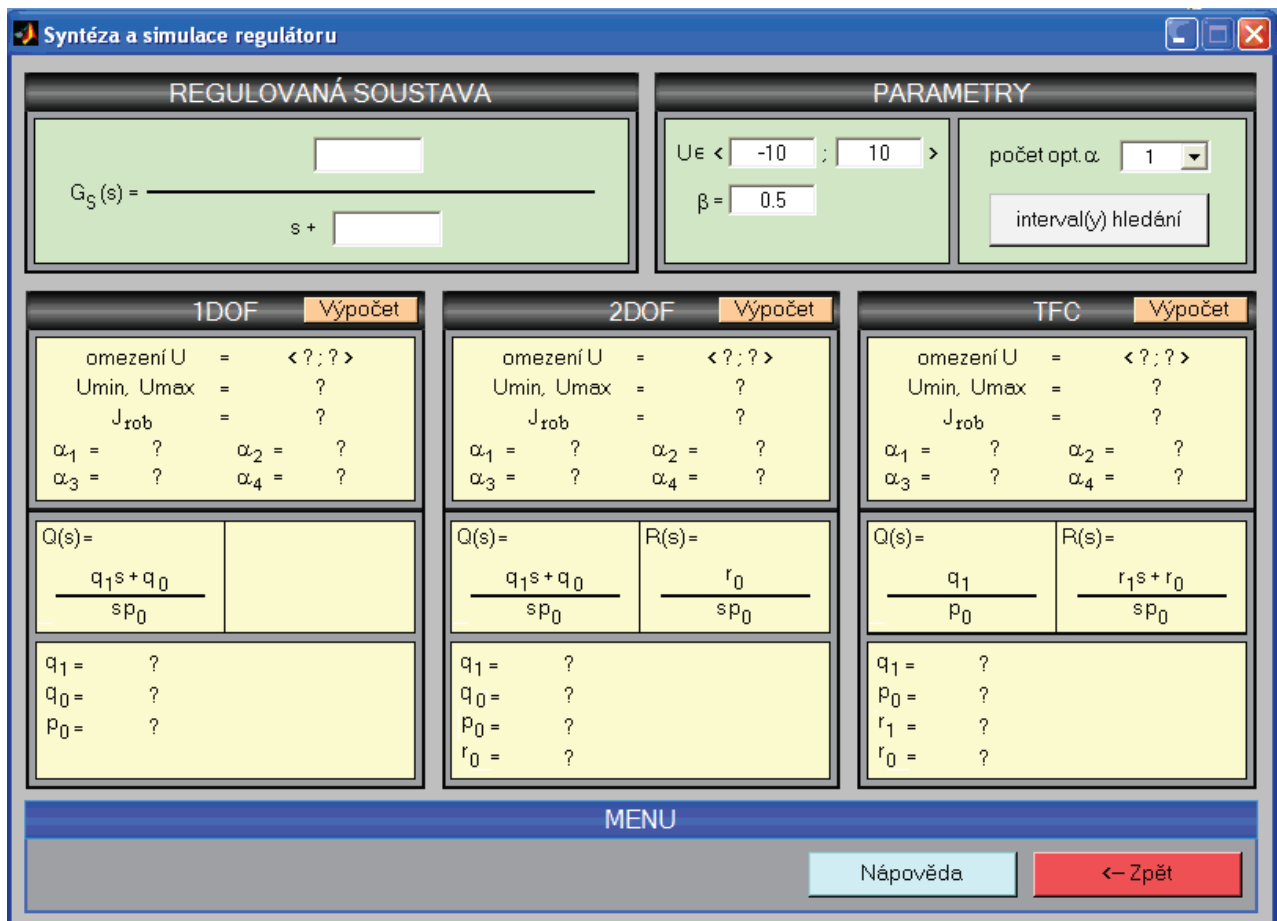 Syntéza a simulace regulátoru
REGULOVANÁ SOUSTAVA
G_S(s) =
s +
PARAMETRY
U∈ < -10 ; 10 >
β = 0.5
počet opt. α 1
interval(y) hledání
1DOF Výpočet
omezení U = < ? ; ? >
Umin, Umax = ?
J_rob = ?
α_1 = ? α_2 = ?
α_3 = ? α_4 = ?
Q(s)=
q_1s+q_0
sp_0
q_1 = ?
q_0 = ?
p_0 = ?
2DOF Výpočet
omezení U = < ? ; ? >
Umin, Umax = ?
J_rob = ?
α_1 = ? α_2 = ?
α_3 = ? α_4 = ?
Q(s)= R(s)=
q_1s+q_0 r_0
sp_0 sp_0
q_1 = ?
q_0 = ?
p_0 = ?
r_0 = ?
TFC Výpočet
omezení U = < ? ; ? >
Umin, Umax = ?
J_rob = ?
α_1 = ? α_2 = ?
α_3 = ? α_4 = ?
Q(s)= R(s)=
q_1 r_1s+r_0
p_0 sp_0
q_1 = ?
p_0 = ?
r_1 = ?
r_0 = ?
MENU
Nápověda
<-- Zpět